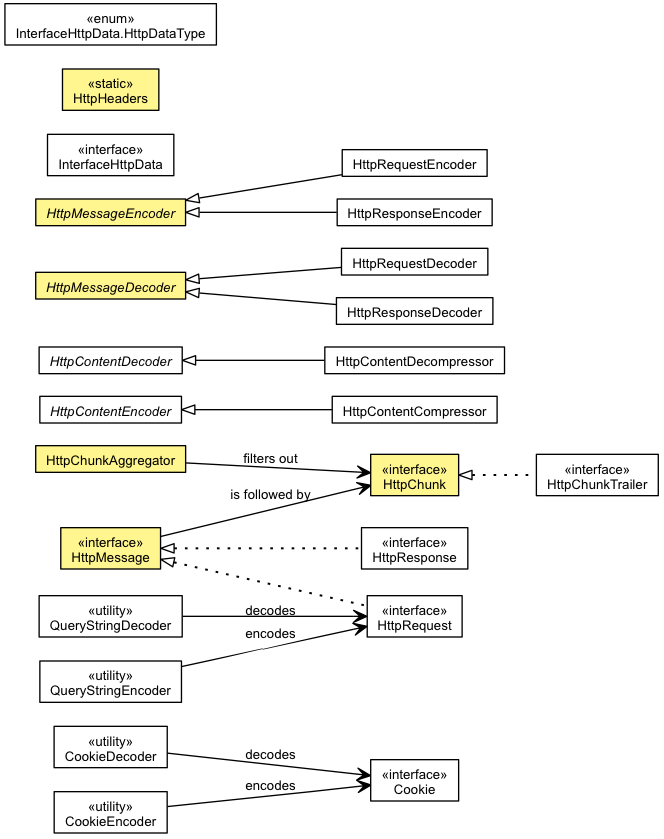 «enum»
InterfaceHttpData.HttpDataType
«static»
HttpHeaders
«interface»
InterfaceHttpData
HttpRequestEncoder
HttpMessageEncoder
HttpResponseEncoder
HttpRequestDecoder
HttpMessageDecoder
HttpResponseDecoder
HttpContentDecoder
HttpContentDecompressor
HttpContentEncoder
HttpContentCompressor
HttpChunkAggregator
filters out
«interface»
HttpChunk
«interface»
HttpChunkTrailer
is followed by
«interface»
HttpMessage
«interface»
HttpResponse
«utility»
QueryStringDecoder
decodes
«interface»
HttpRequest
encodes
«utility»
QueryStringEncoder
«utility»
CookieDecoder
decodes
«interface»
Cookie
encodes
«utility»
CookieEncoder